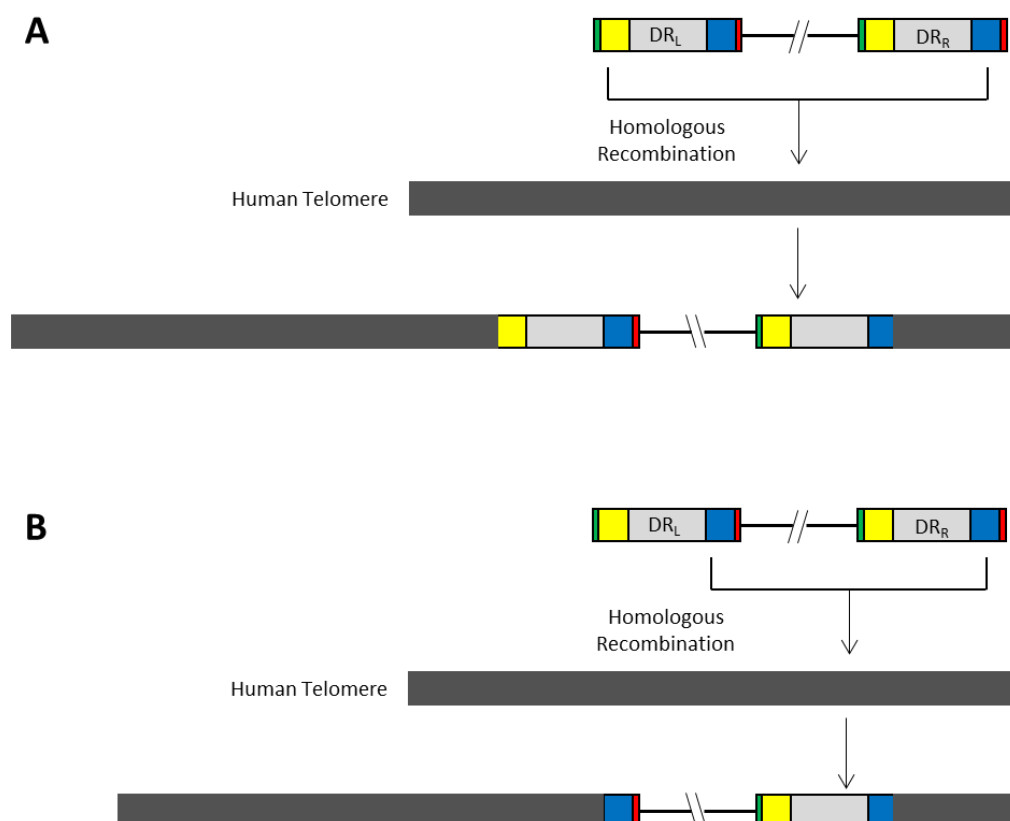 A
DRL
DRR
Homologous
Recombination
Human Telomere
B
DRL
DRR
Homologous
Recombination
Human Telomere